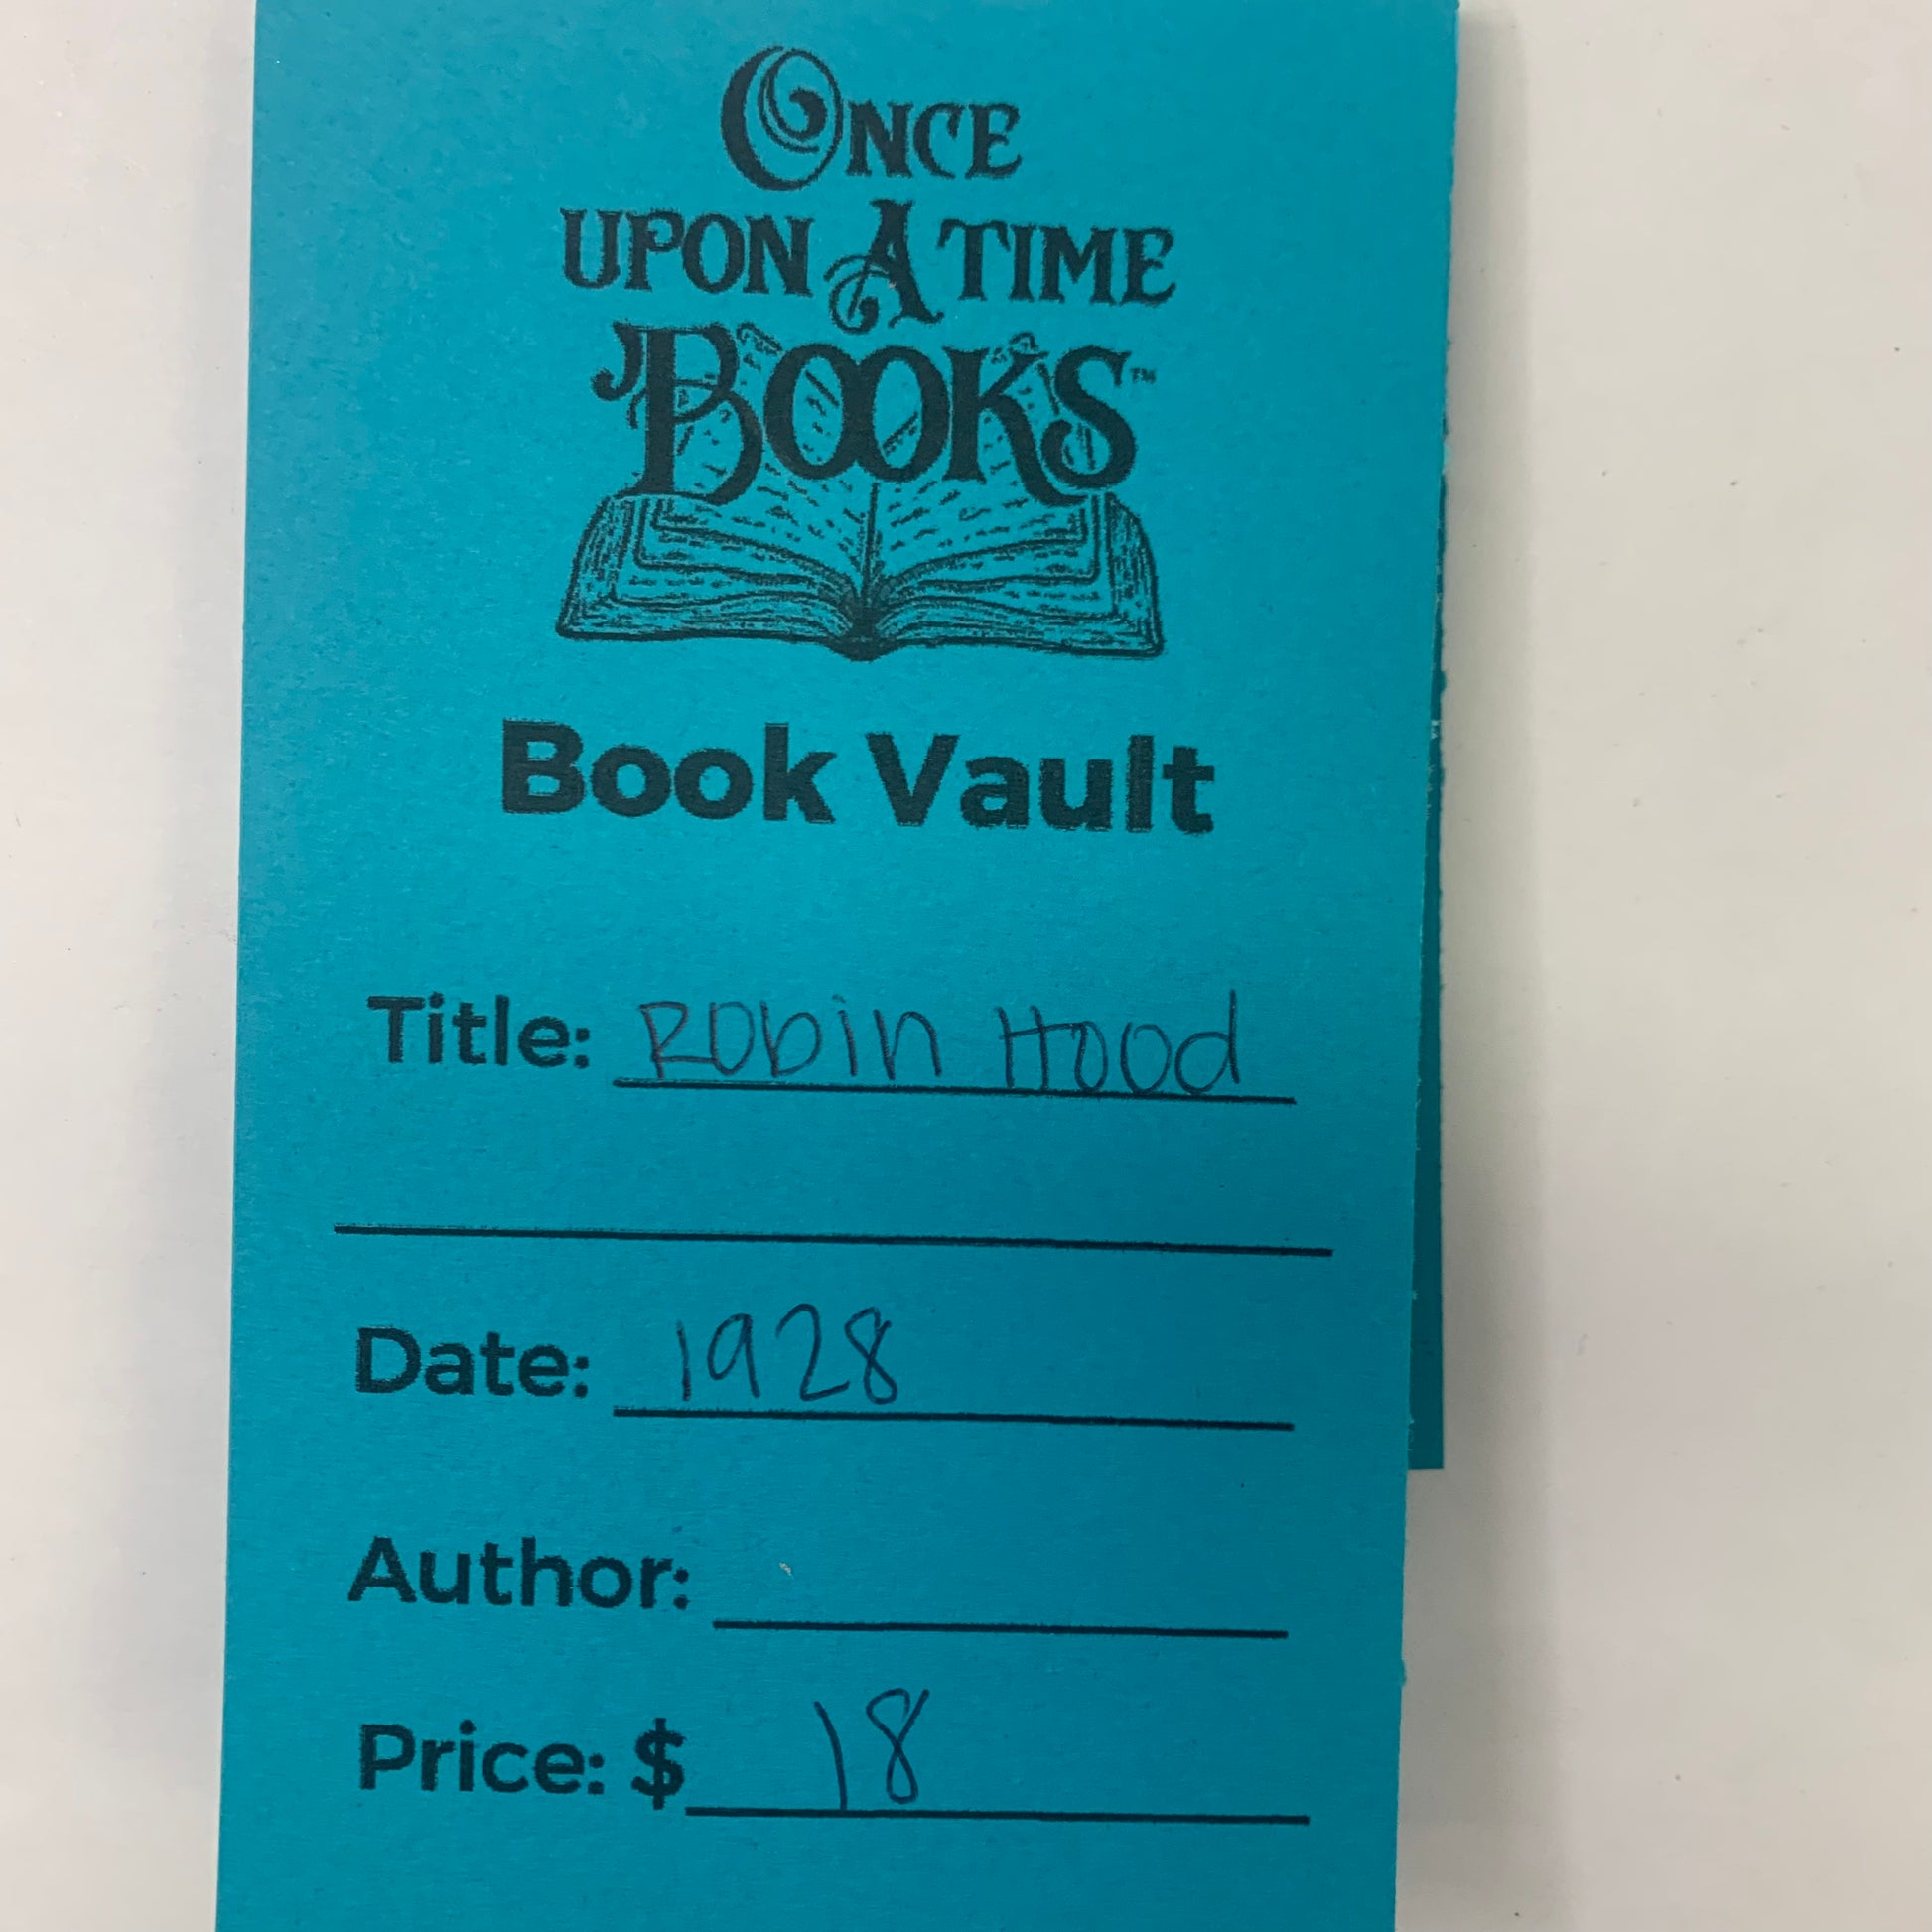 ONCE
UPON A TIME
BOOKS™
Book Vault
Title: Robin Hood
Date: 1928
Author:
Price: $ 18